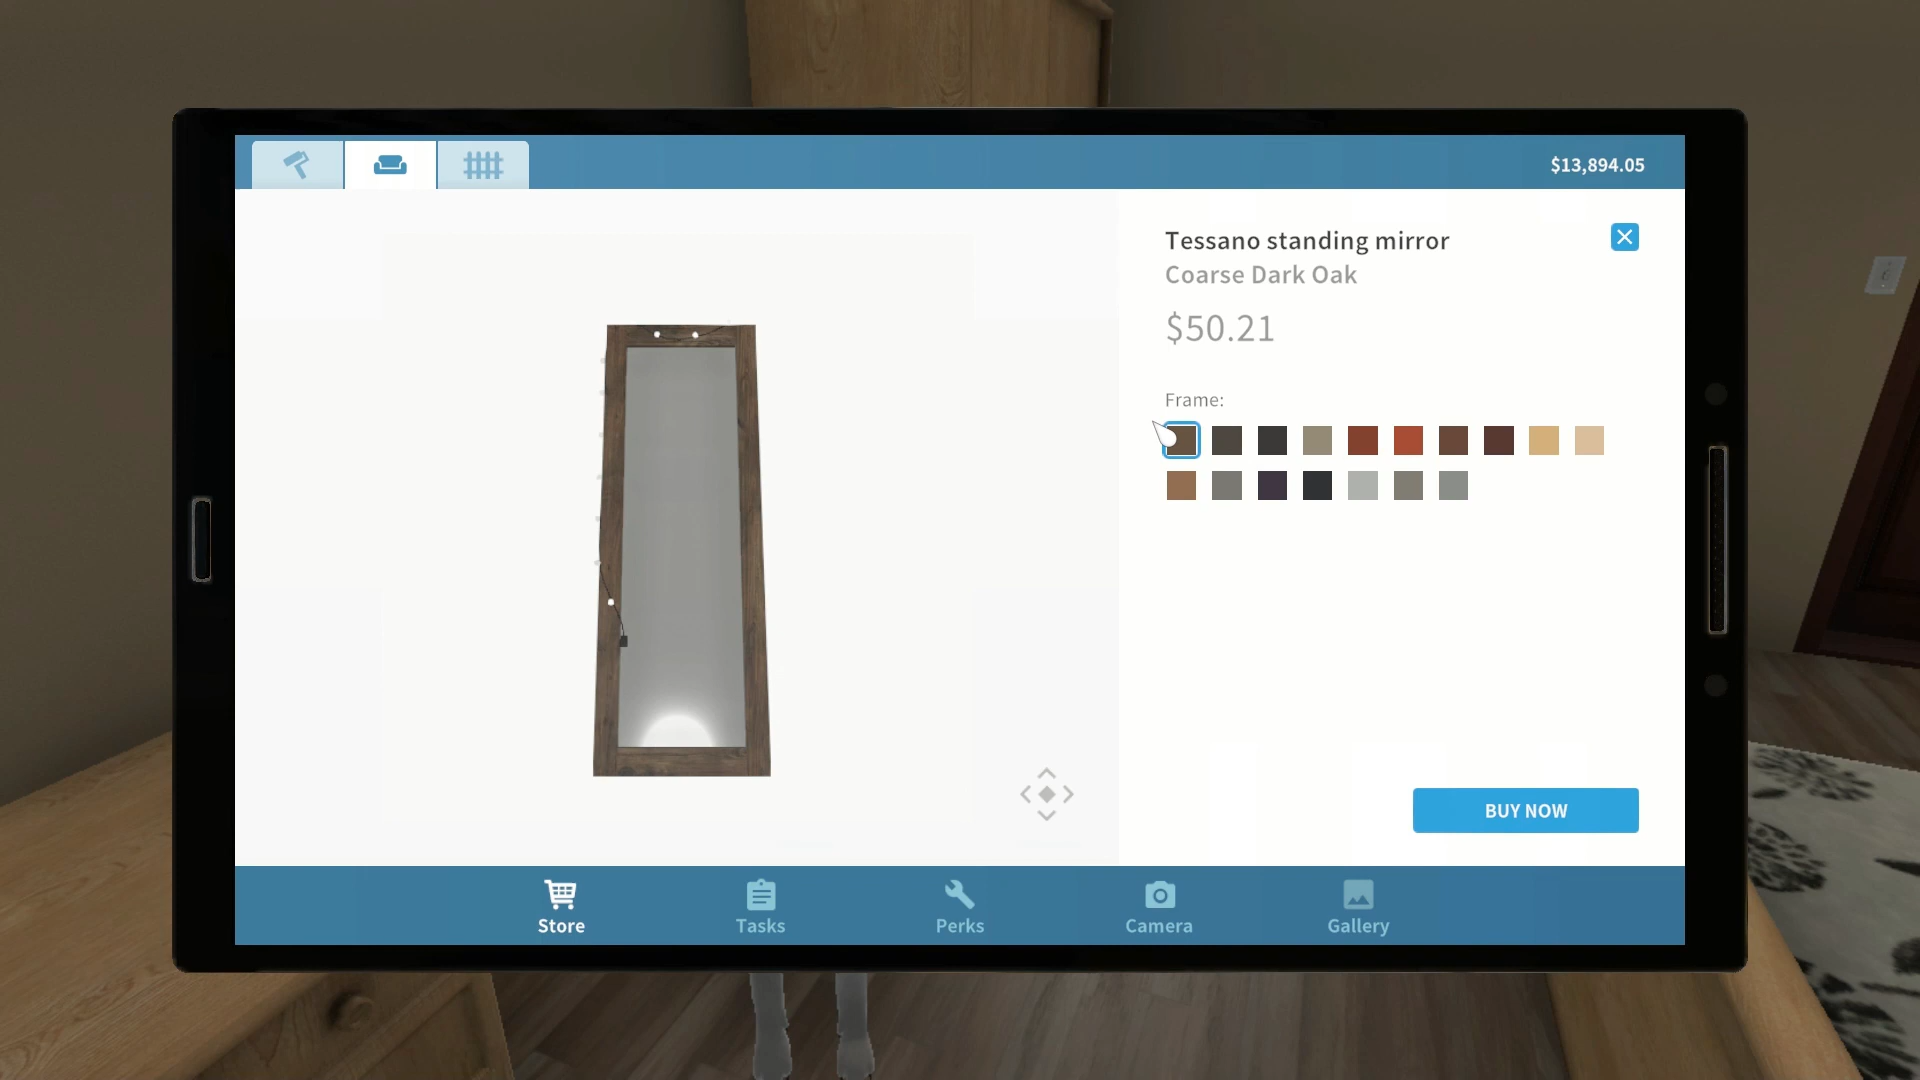 $13,894.05
Tessano standing mirror
Coarse Dark Oak
$50.21
Frame:
BUY NOW
Store
Tasks
Perks
Camera
Gallery